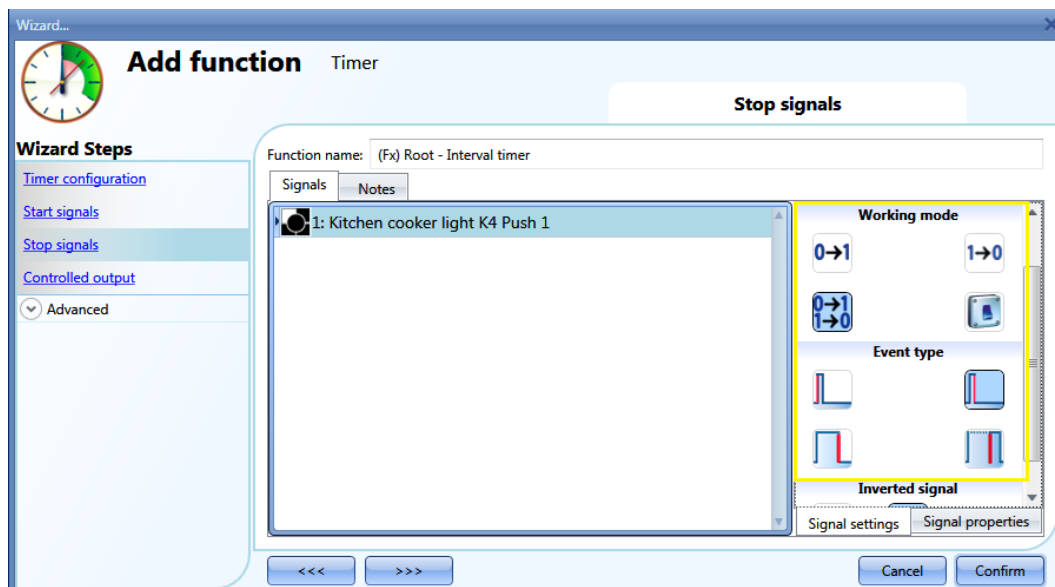 Wizard...
Add function Timer
Stop signals
Wizard Steps
Timer configuration
Start signals
Stop signals
Controlled output
Advanced
Function name: (Fx) Root - Interval timer
Signals Notes
1: Kitchen cooker light K4 Push 1
Working mode
0→1 1→0
0→1
1→0
Event type
Inverted signal
Signal settings Signal properties
<<< >>> Cancel Confirm